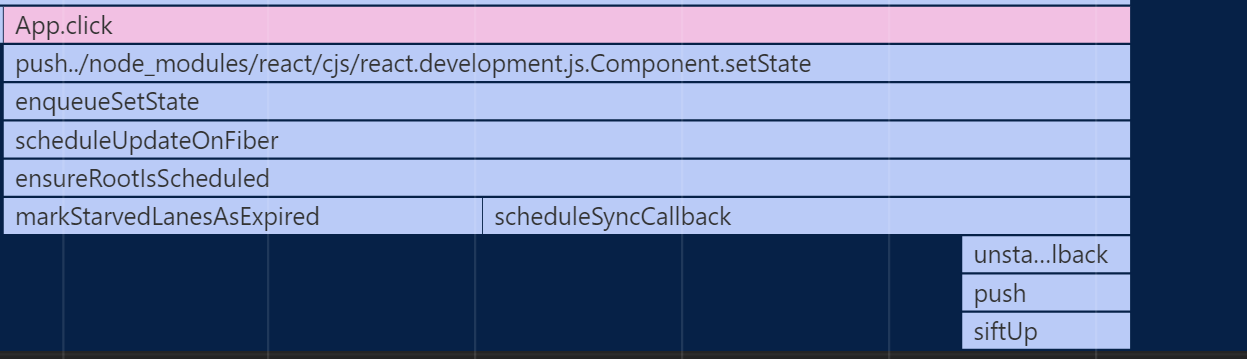 App.click
push../node_modules/react/cjs/react.development.js.Component.setState
enqueueSetState
scheduleUpdateOnFiber
ensureRootIsScheduled
markStarvedLanesAsExpired scheduleSyncCallback
unsta...lback
push
siftUp